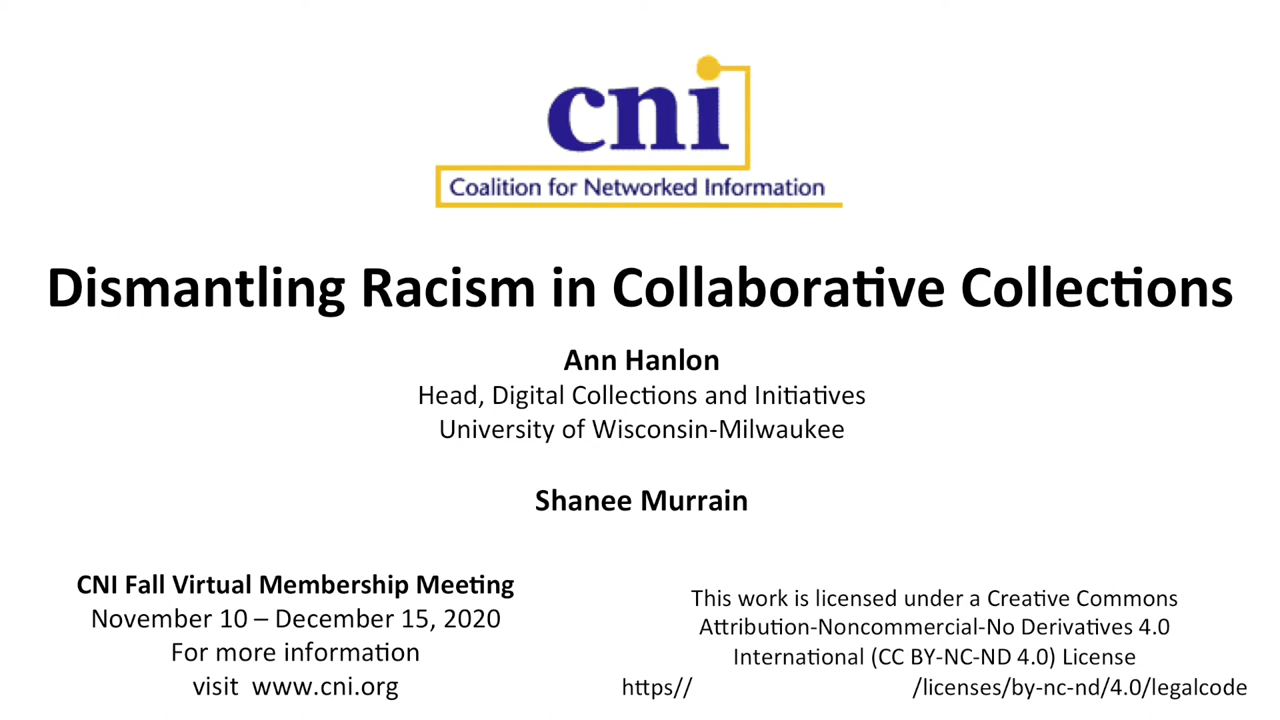 cni
Coalition for Networked Information
Dismantling Racism in Collaborative Collections
Ann Hanlon
Head, Digital Collections and Initiatives
University of Wisconsin-Milwaukee
Shanee Murrain
CNI Fall Virtual Membership Meeting
November 10 – December 15, 2020
For more information
visit www.cni.org
This work is licensed under a Creative Commons
Attribution-Noncommercial-No Derivatives 4.0
International (CC BY-NC-ND 4.0) License
https// /licenses/by-nc-nd/4.0/legalcode